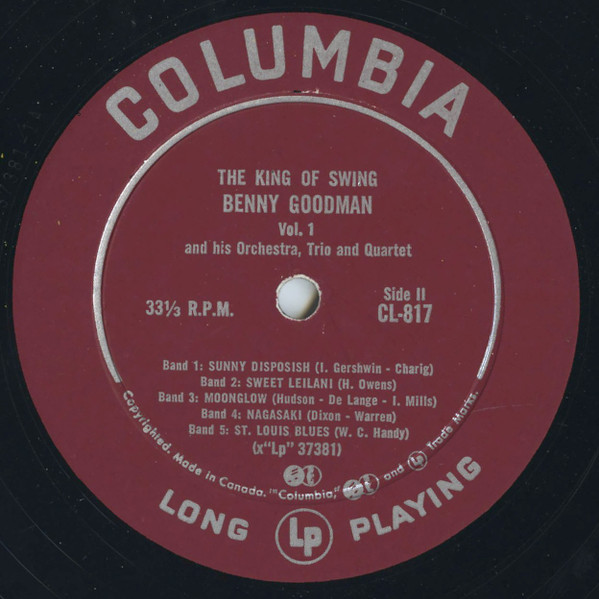 COLUMBIA
THE KING OF SWING
BENNY GOODMAN
Vol. 1
and his Orchestra, Trio and Quartet
33⅓ R.P.M.
Side II
CL-817
Band 1: SUNNY DISPOSISH (I. Gershwin - Charig)
Band 2: SWEET LEILANI (H. Owens)
Band 3: MOONGLOW (Hudson - De Lange - I. Mills)
Band 4: NAGASAKI (Dixon - Warren)
Band 5: ST. LOUIS BLUES (W. C. Handy)
(x"Lp" 37381)
Copyrighted. Made in Canada. "Columbia," and Lp Trade Marks.
LONG Lp PLAYING